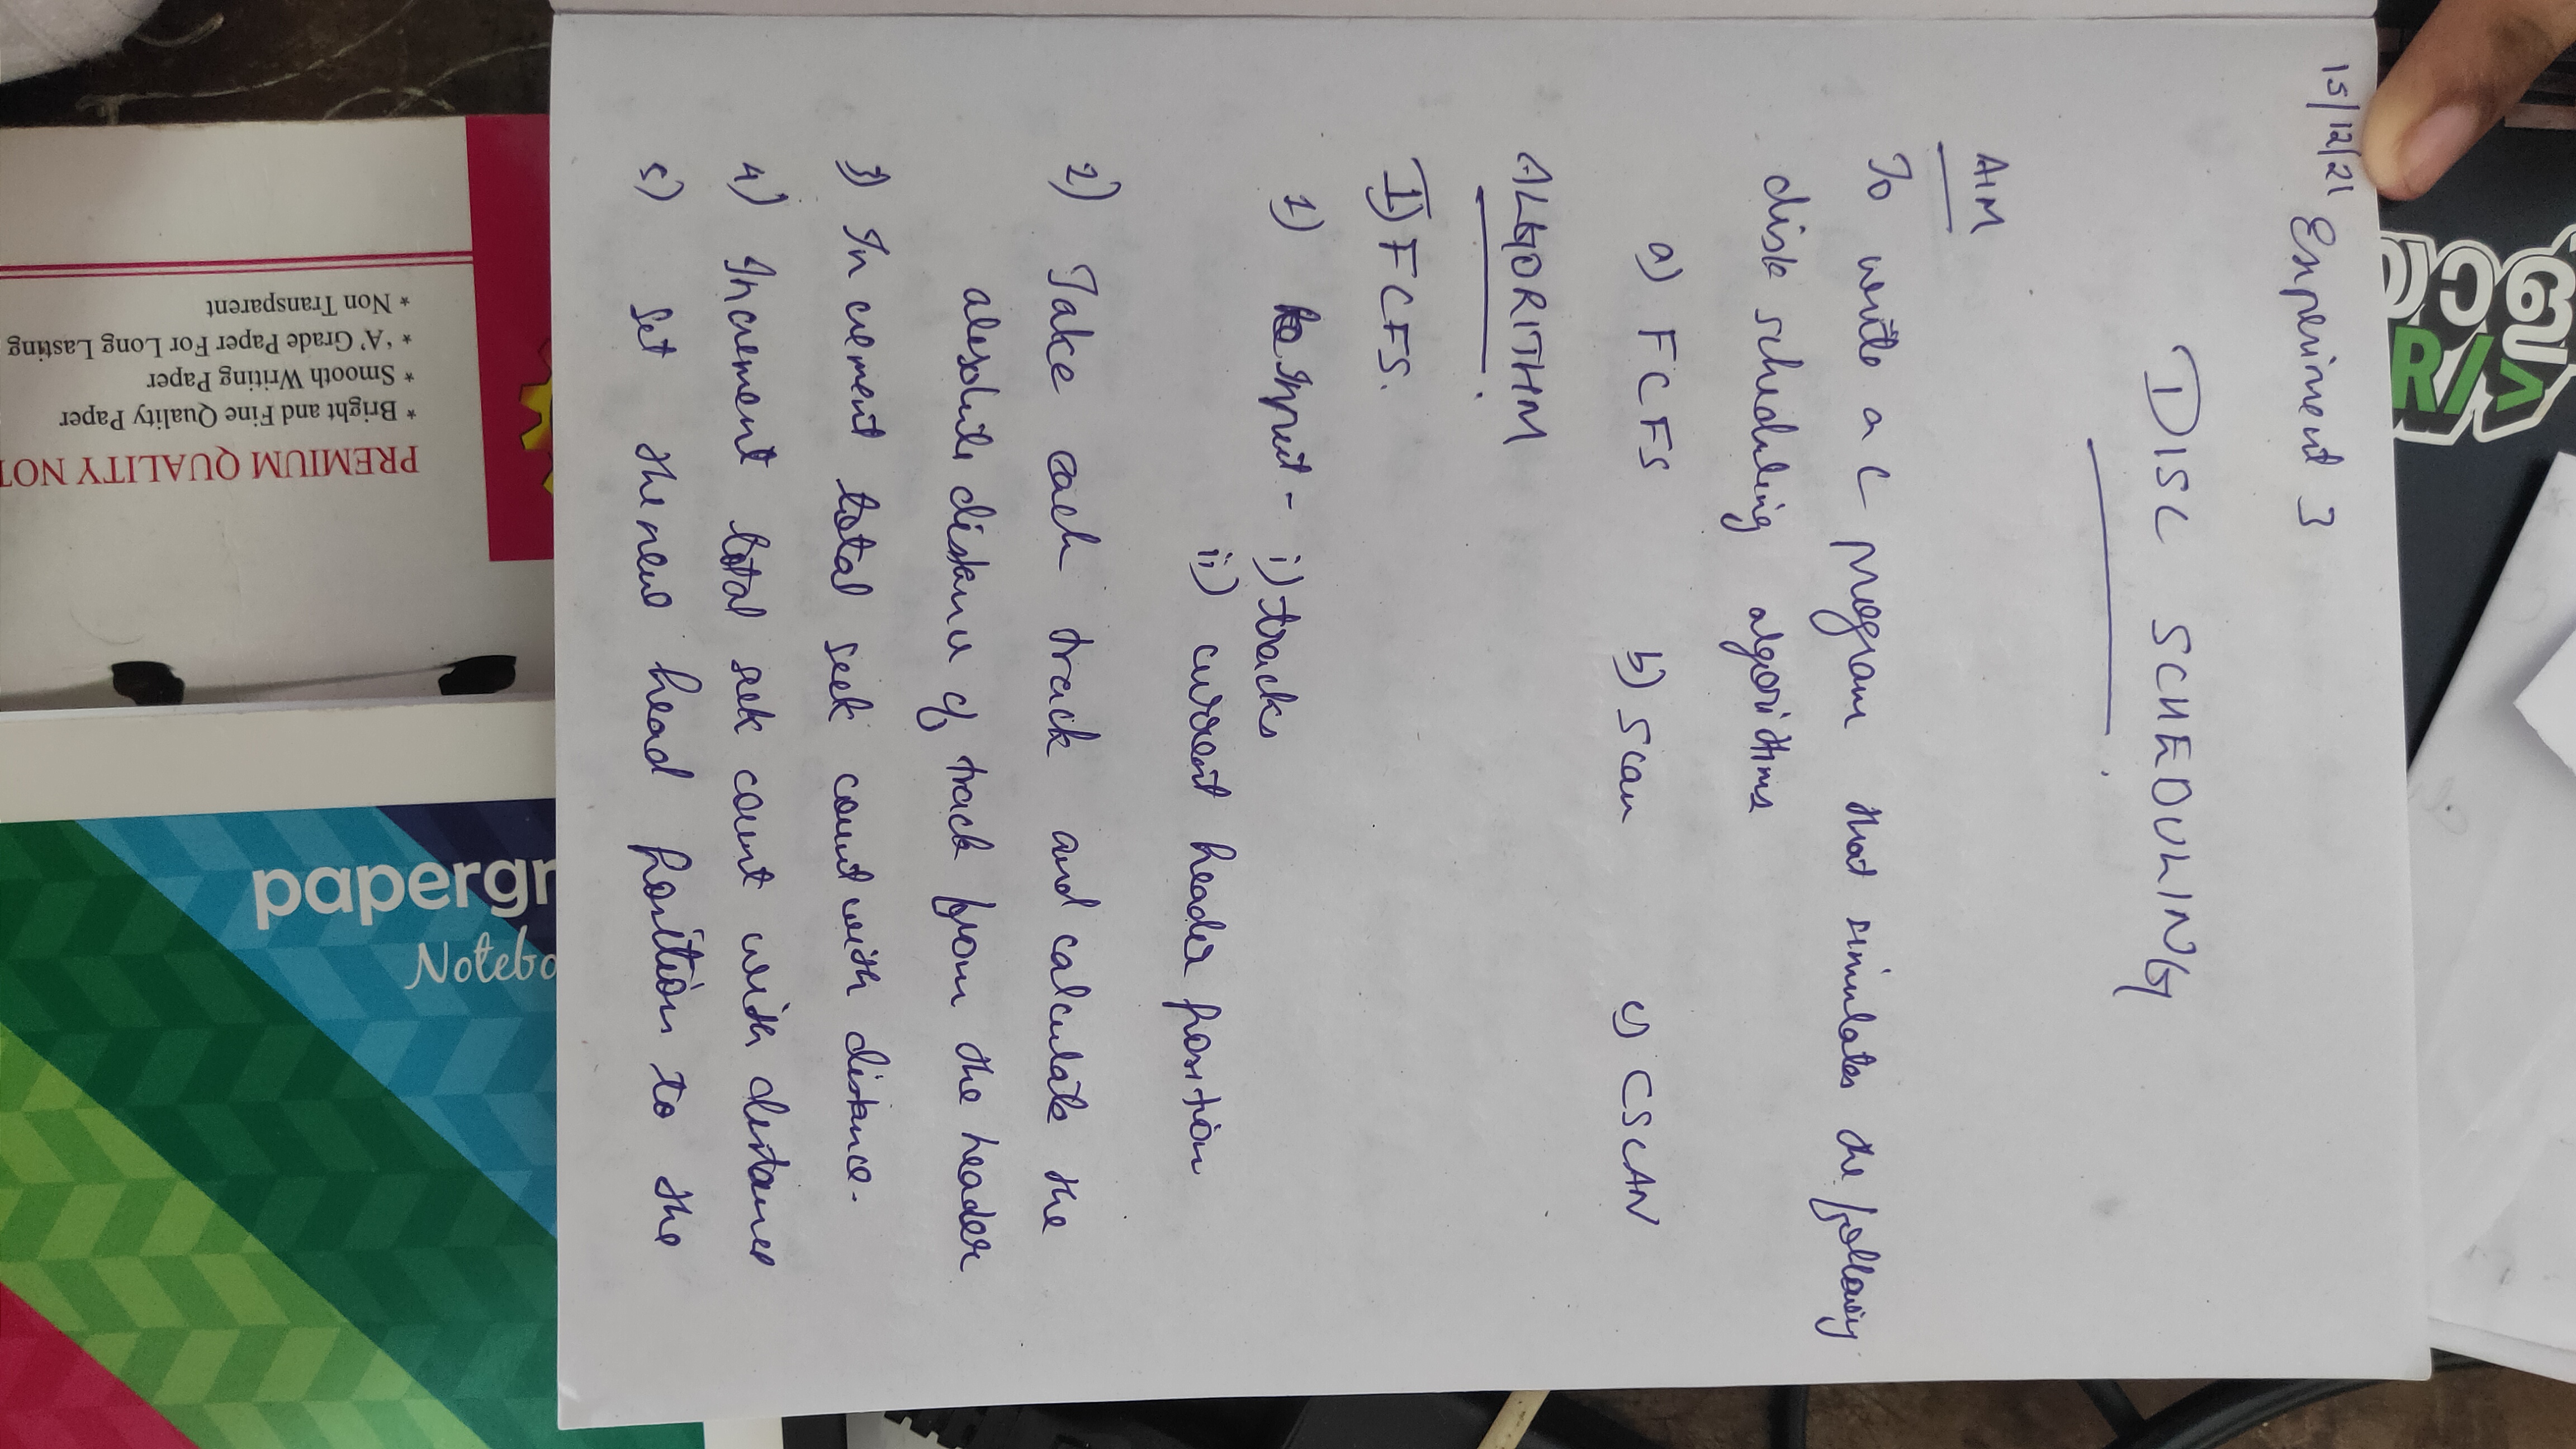 15/12/21
Experiment 3
DISC SCHEDULING
AIM
To write a C program that simulates the following
disk scheduling algorithms
a) FCFS b) Scan c) CSCAN
ALGORITHM
I) FCFS.
1) Input - i) tracks
ii) current header position
2) Take each track and calculate the
absolute distance of track from the header
3) Increment total seek count with distance.
4) Increment total seek count with distance
5) set the new head position to the
PREMIUM QUALITY NOT
* Bright and Fine Quality Paper
* Smooth Writing Paper
* 'A' Grade Paper For Long Lasting
* Non Transparent
papergr
Notebo
R/>